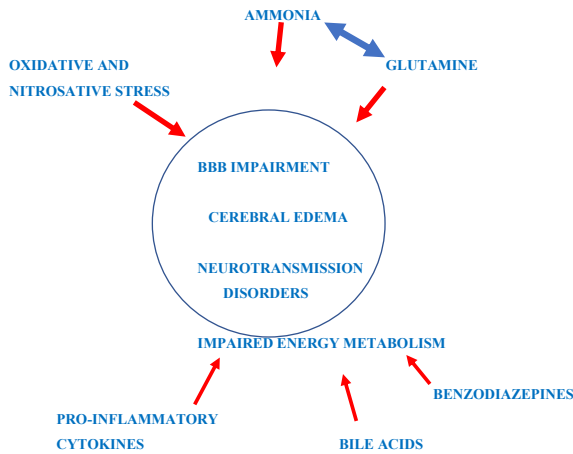 AMMONIA
OXIDATIVE AND
NITROSATIVE STRESS
GLUTAMINE
BBB IMPAIRMENT
CEREBRAL EDEMA
NEUROTRANSMISSION
DISORDERS
IMPAIRED ENERGY METABOLISM
BENZODIAZEPINES
PRO-INFLAMMATORY
CYTOKINES
BILE ACIDS